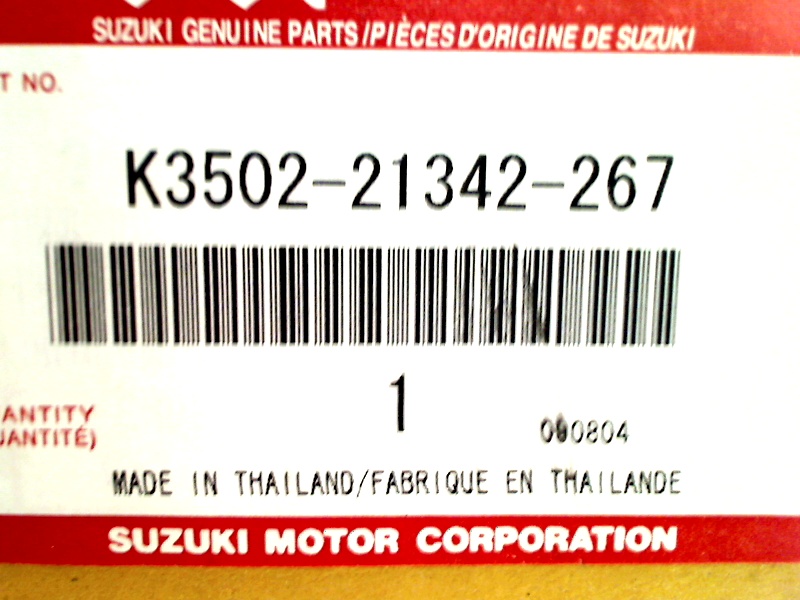 SUZUKI GENUINE PARTS/PIÈCES D'ORIGINE DE SUZUKI
T NO.
K3502-21342-267
1
ANTITY
UANTITÉ)
000804
MADE IN THAILAND/FABRIQUE EN THAILANDE
SUZUKI MOTOR CORPORATION